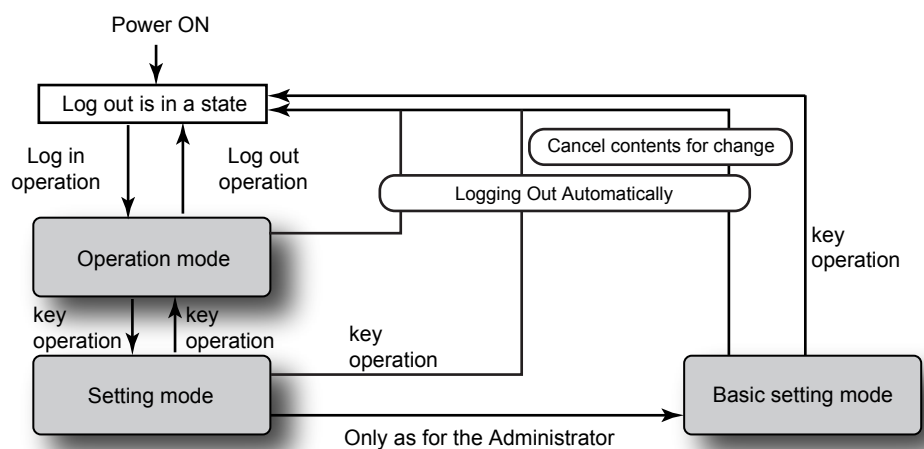 Power ON
Log out is in a state
Log in
operation
Log out
operation
Cancel contents for change
Logging Out Automatically
Operation mode
key
operation
key
operation
key
operation
key
operation
Setting mode
Basic setting mode
Only as for the Administrator